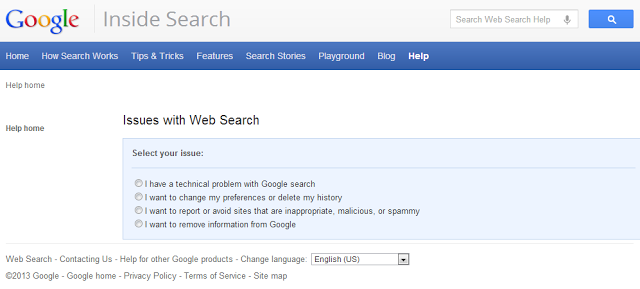 Google Inside Search
Search Web Search Help
Home How Search Works Tips & Tricks Features Search Stories Playground Blog Help
Help home
Help home
Issues with Web Search
Select your issue:
I have a technical problem with Google search
I want to change my preferences or delete my history
I want to report or avoid sites that are inappropriate, malicious, or spammy
I want to remove information from Google
Web Search - Contacting Us - Help for other Google products - Change language: English (US)
©2013 Google - Google home - Privacy Policy - Terms of Service - Site map